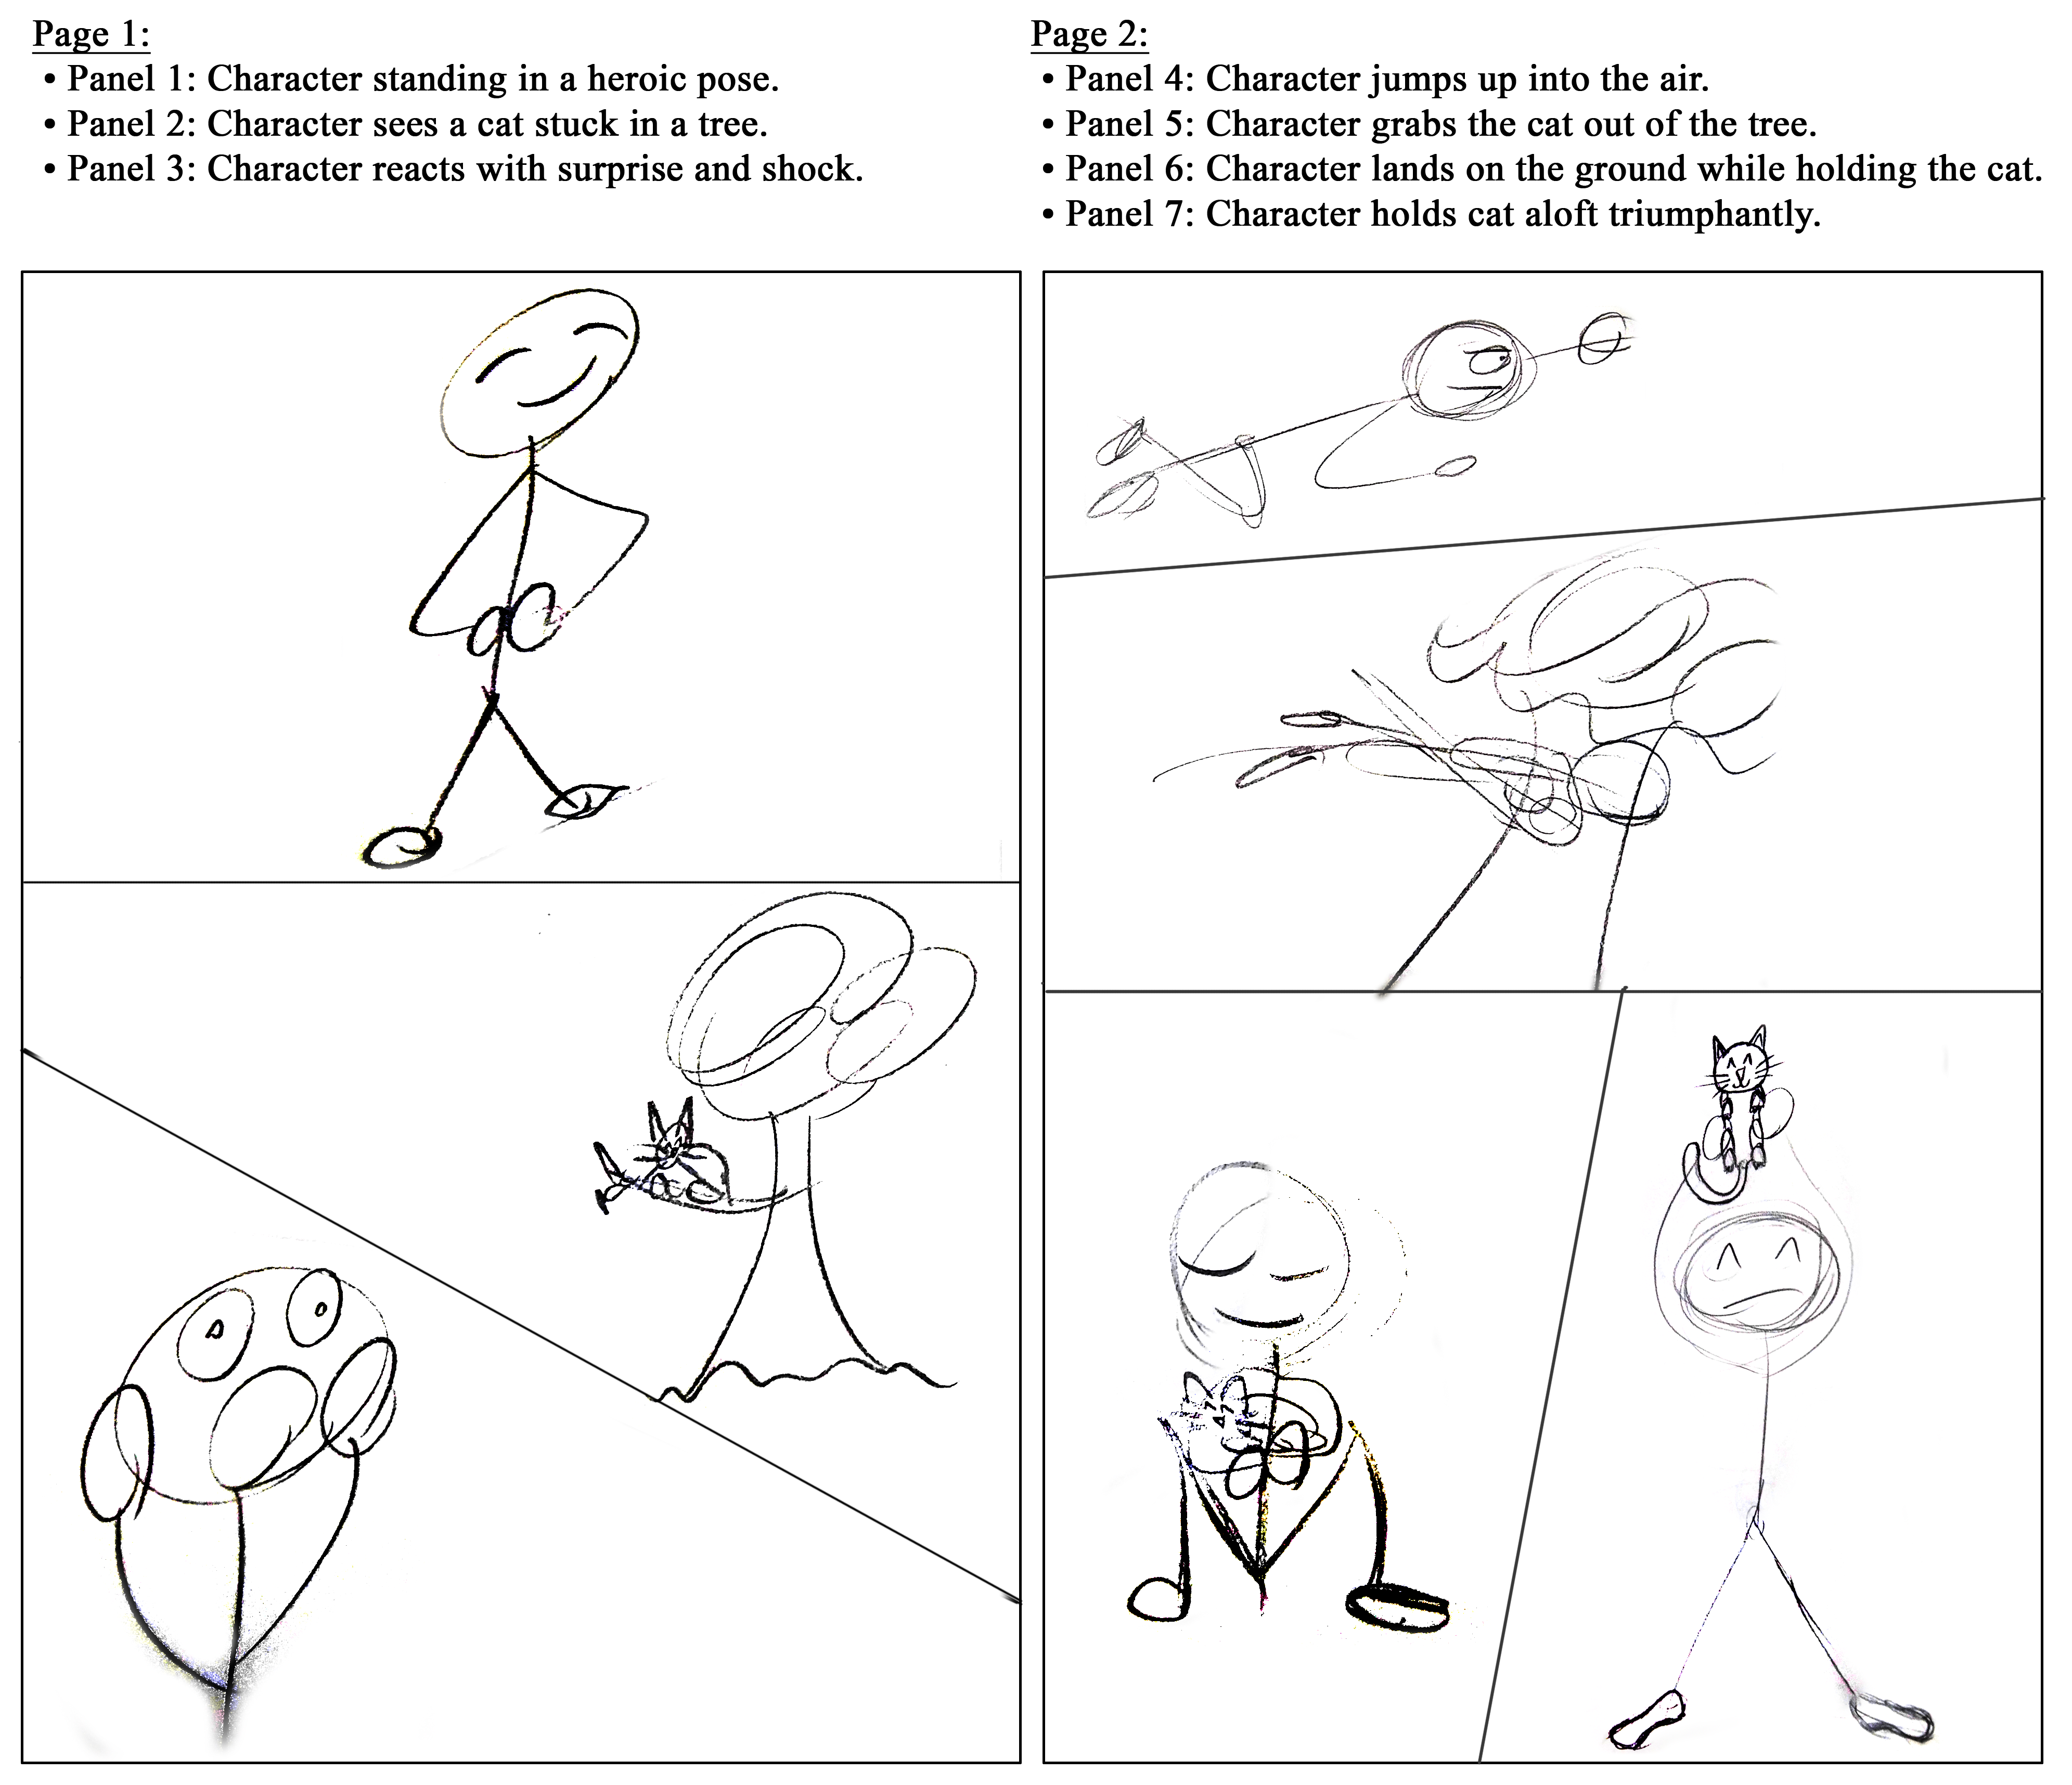 Page 1:
• Panel 1: Character standing in a heroic pose.
• Panel 2: Character sees a cat stuck in a tree.
• Panel 3: Character reacts with surprise and shock.
Page 2:
• Panel 4: Character jumps up into the air.
• Panel 5: Character grabs the cat out of the tree.
• Panel 6: Character lands on the ground while holding the cat.
• Panel 7: Character holds cat aloft triumphantly.